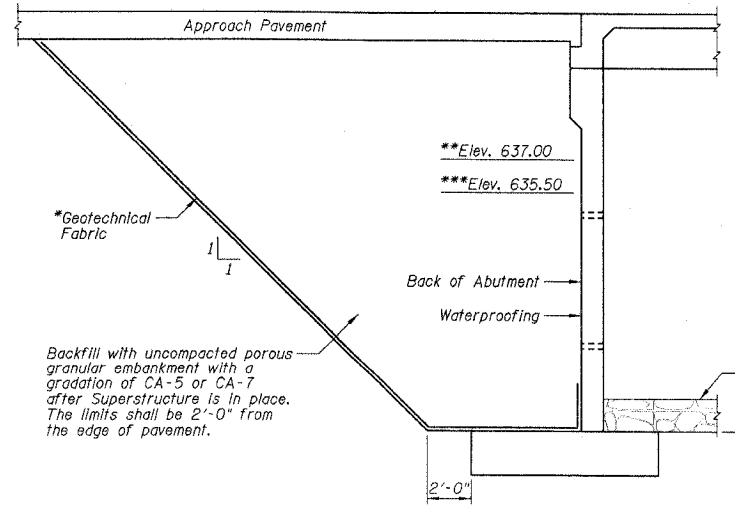 Approach Pavement
**Elev. 637.00
***Elev. 635.50
*Geotechnical
Fabric
1
1
Back of Abutment
Waterproofing
Backfill with uncompacted porous
granular embankment with a
gradation of CA-5 or CA-7
after Superstructure is in place.
The limits shall be 2'-0" from
the edge of pavement.
2'-0"